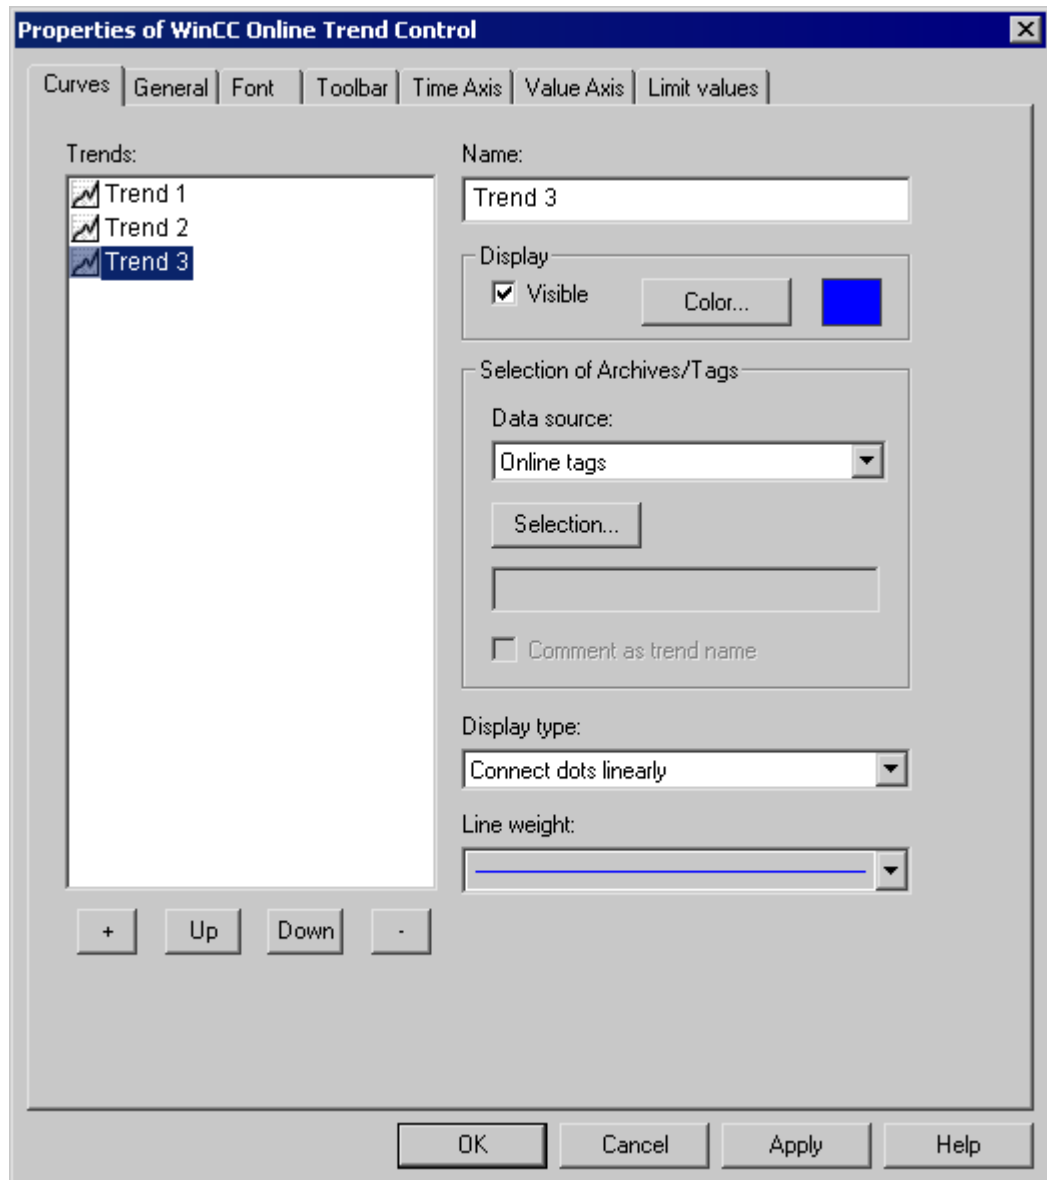 Properties of WinCC Online Trend Control
Curves General Font Toolbar Time Axis Value Axis Limit values
Trends:
Trend 1
Trend 2
Trend 3
Name:
Trend 3
Display
Visible Color...
Selection of Archives/Tags
Data source:
Online tags
Selection...
Comment as trend name
Display type:
Connect dots linearly
Line weight:
+ Up Down -
OK Cancel Apply Help